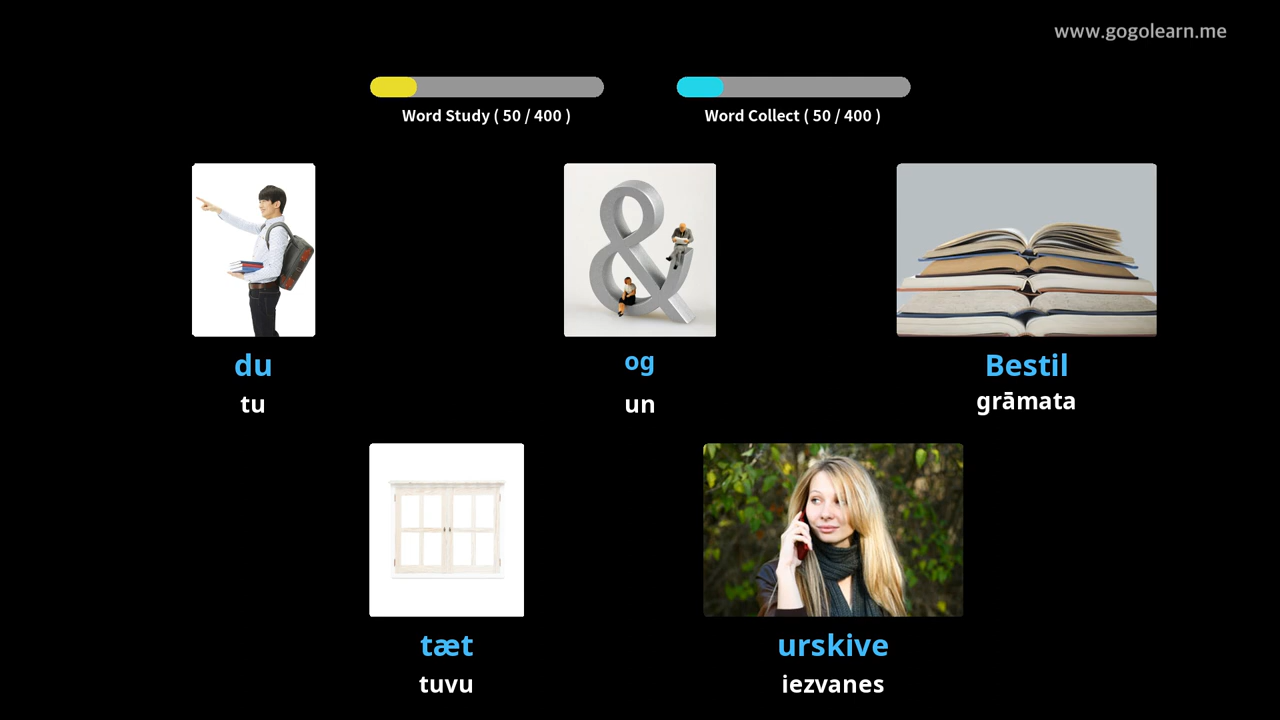 www.gogolearn.me
Word Study ( 50 / 400 )
Word Collect ( 50 / 400 )
du
tu
og
un
Bestil
grāmata
tæt
tuvu
urskive
iezvanes